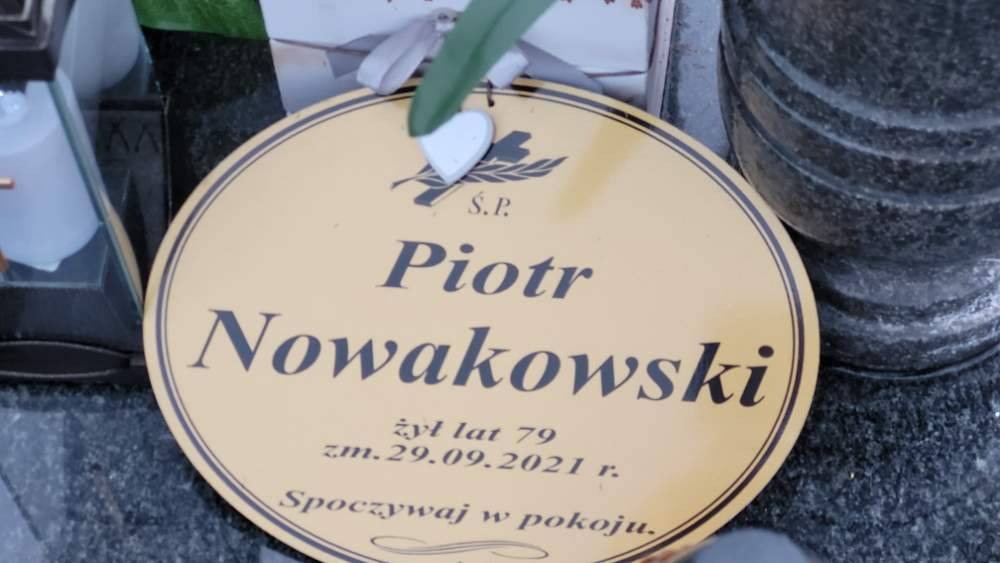 Ś.P.
Piotr
Nowakowski
żył lat 79
zm.29.09.2021 r.
Spoczywaj w pokoju.